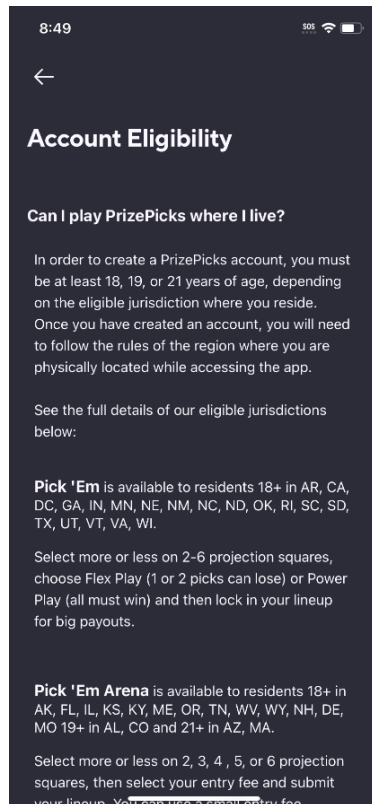 8:49
SOS
Account Eligibility
Can I play PrizePicks where I live?
In order to create a PrizePicks account, you must
be at least 18, 19, or 21 years of age, depending
on the eligible jurisdiction where you reside.
Once you have created an account, you will need
to follow the rules of the region where you are
physically located while accessing the app.
See the full details of our eligible jurisdictions
below:
Pick 'Em is available to residents 18+ in AR, CA,
DC, GA, IN, MN, NE, NM, NC, ND, OK, RI, SC, SD,
TX, UT, VT, VA, WI.
Select more or less on 2-6 projection squares,
choose Flex Play (1 or 2 picks can lose) or Power
Play (all must win) and then lock in your lineup
for big payouts.
Pick 'Em Arena is available to residents 18+ in
AK, FL, IL, KS, KY, ME, OR, TN, WV, WY, NH, DE,
MO 19+ in AL, CO and 21+ in AZ, MA.
Select more or less on 2, 3, 4 , 5, or 6 projection
squares, then select your entry fee and submit
your lineup. You can use a small entry fee